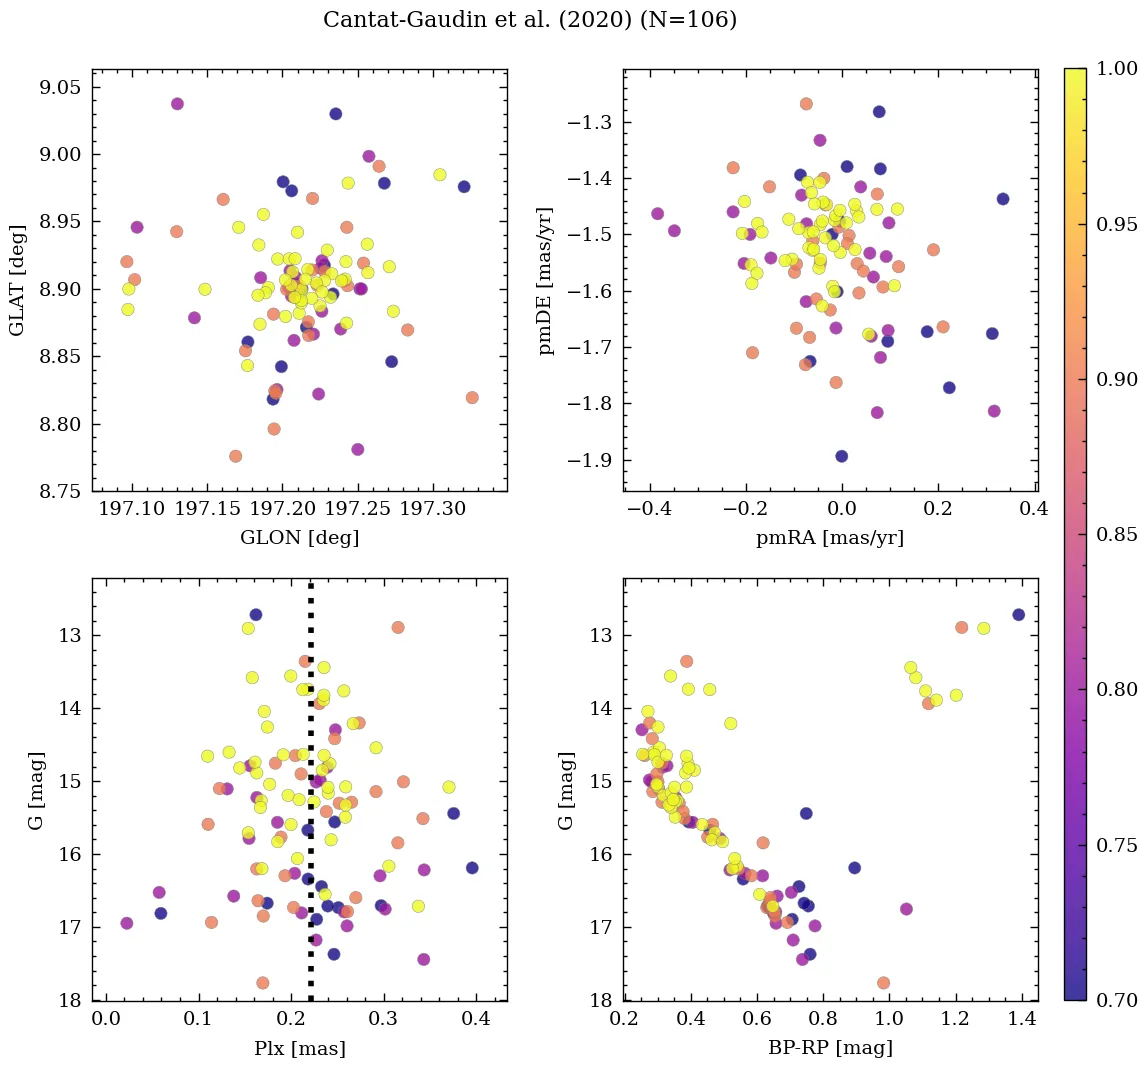 Cantat-Gaudin et al. (2020) (N=106)
9.05
9.00
8.95
8.90
8.85
8.80
8.75
GLAT [deg]
197.10 197.15 197.20 197.25 197.30
GLON [deg]
−1.3
−1.4
−1.5
−1.6
−1.7
−1.8
−1.9
pmDE [mas/yr]
−0.4 −0.2 0.0 0.2 0.4
pmRA [mas/yr]
1.00
0.95
0.90
0.85
0.80
0.75
0.70
13
14
15
16
17
18
G [mag]
0.0 0.1 0.2 0.3 0.4
Plx [mas]
13
14
15
16
17
18
G [mag]
0.2 0.4 0.6 0.8 1.0 1.2 1.4
BP-RP [mag]